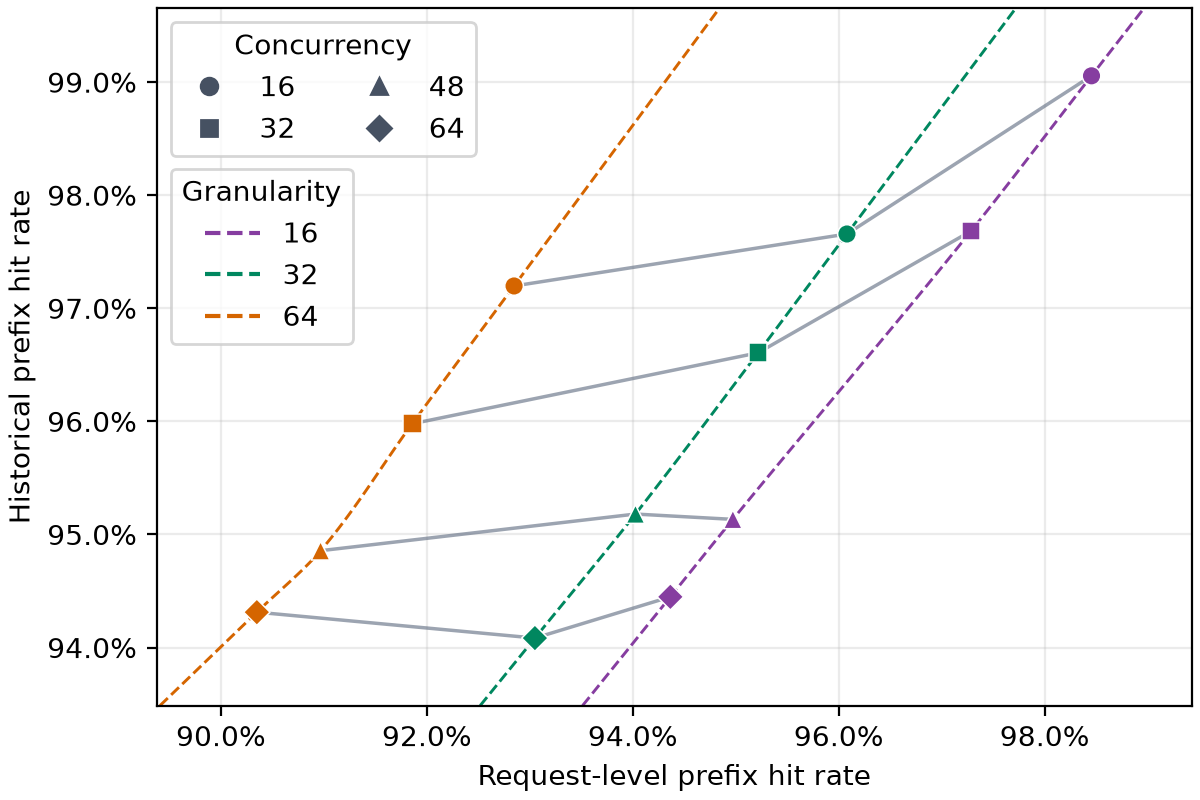 Concurrency
16 48
32 64
Granularity
16
32
64
99.0%
98.0%
97.0%
96.0%
95.0%
94.0%
Historical prefix hit rate
90.0% 92.0% 94.0% 96.0% 98.0%
Request-level prefix hit rate